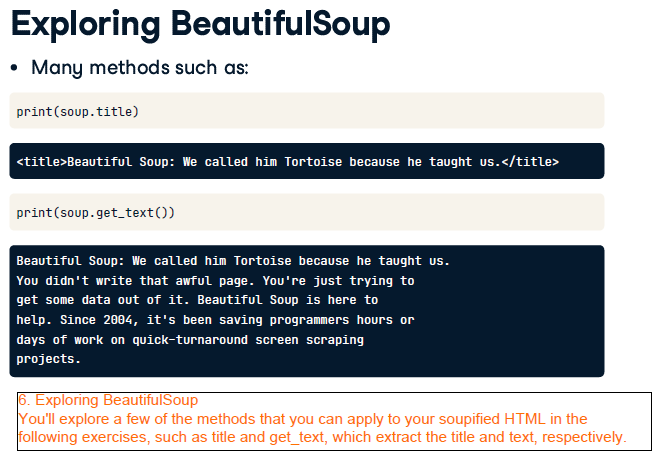 Exploring BeautifulSoup
• Many methods such as:
print(soup.title)
<title>Beautiful Soup: We called him Tortoise because he taught us.</title>
print(soup.get_text())
Beautiful Soup: We called him Tortoise because he taught us.
You didn't write that awful page. You're just trying to
get some data out of it. Beautiful Soup is here to
help. Since 2004, it's been saving programmers hours or
days of work on quick-turnaround screen scraping
projects.
6. Exploring BeautifulSoup
You'll explore a few of the methods that you can apply to your soupified HTML in the
following exercises, such as title and get_text, which extract the title and text, respectively.